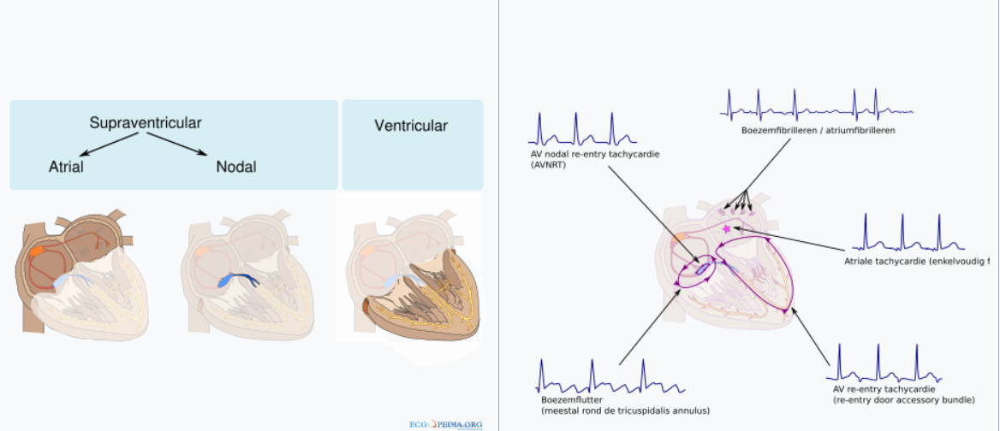 Supraventricular
Ventricular
Atrial
Nodal
ECGPEDIA.ORG
Boezemfibrilleren / atriumfibrilleren
AV nodal re-entry tachycardie
(AVNRT)
Atriale tachycardie (enkelvoudig f
Boezemflutter
(meestal rond de tricuspidalis annulus)
AV re-entry tachycardie
(re-entry door accessory bundle)